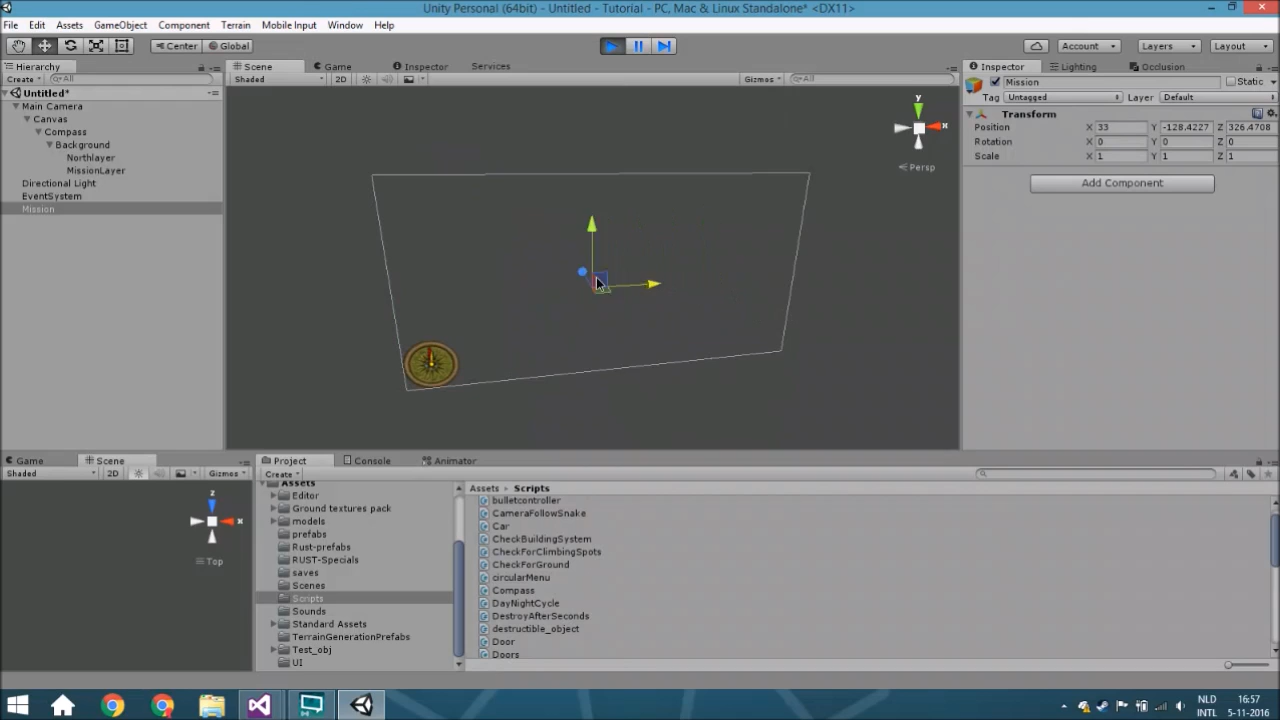 Unity Personal (64bit) - Untitled - Tutorial - PC, Mac & Linux Standalone* <DX11>
File Edit Assets GameObject Component Terrain Mobile Input Window Help
Center Global Account Layers Layout
Hierarchy Scene Game Inspector Services Inspector Lighting Occlusion
Create All Shaded 2D Gizmos All Mission Static
Untitled* Tag Untagged Layer Default
Main Camera Transform
Canvas Position X 33 Y -128.4227 Z 326.4708
Compass Rotation X 0 Y 0 Z 0
Background Scale X 1 Y 1 Z 1
Northlayer
MissionLayer
Directional Light Add Component
EventSystem
Mission
y
x
Persp
Game Scene Project Console Animator
Shaded 2D Gizmos Create
Assets Assets Scripts
Editor bulletcontroller
Ground textures pack CameraFollowSnake
models Car
prefabs CheckBuildingSystem
Rust-prefabs CheckForClimbingSpots
RUST-Specials CheckForGround
saves circularMenu
Scenes Compass
Scripts DayNightCycle
Sounds DestroyAfterSeconds
Standard Assets destructible_object
TerrainGenerationPrefabs Door
Test_obj Doors
UI
z
x
Top
NLD 16:57
INTL 5-11-2016